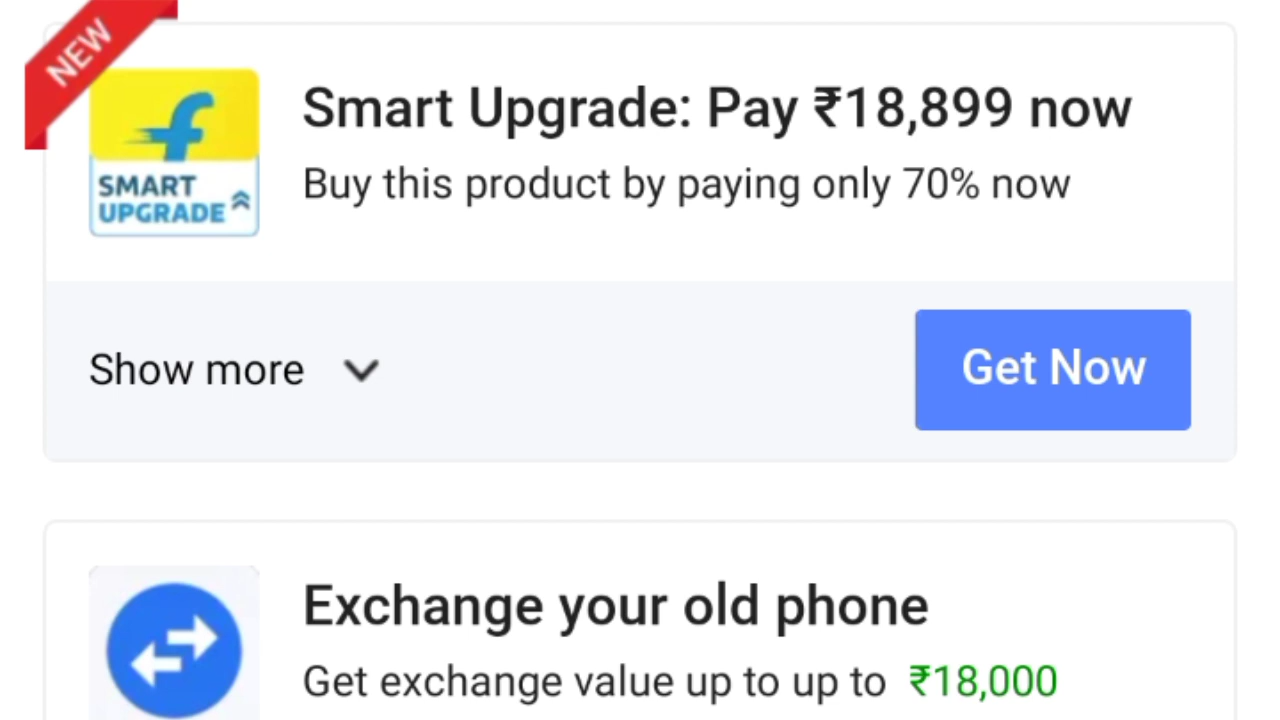 NEW
Smart Upgrade: Pay ₹18,899 now
Buy this product by paying only 70% now
SMART
UPGRADE
Show more
Get Now
Exchange your old phone
Get exchange value up to up to ₹18,000